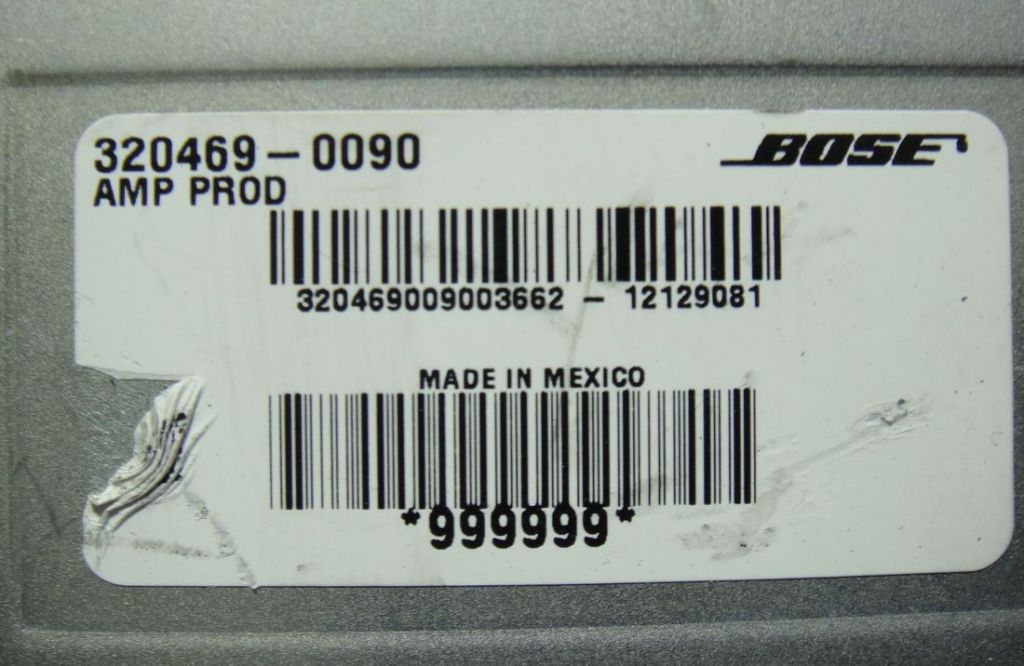 320469-0090
BOSE
AMP PROD
320469009003662 - 12129081
MADE IN MEXICO
*999999*